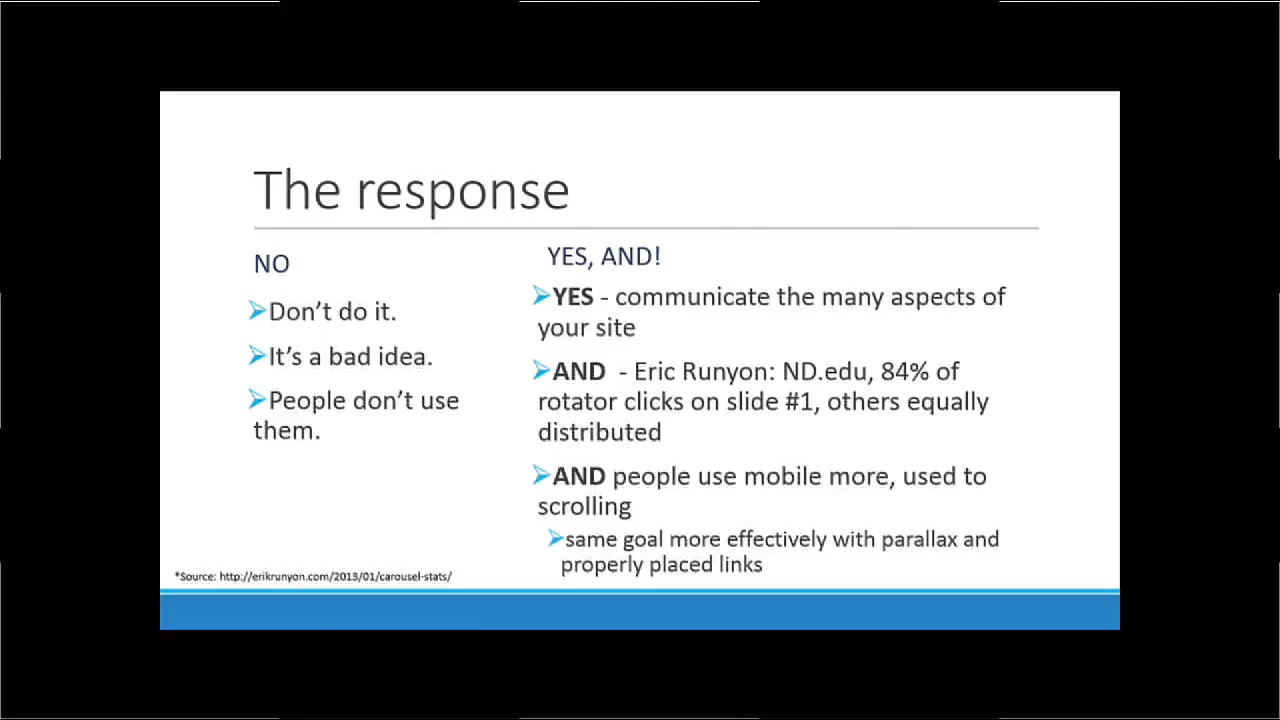 The response
NO
➢Don't do it.
➢It's a bad idea.
➢People don't use
them.
YES, AND!
➢YES - communicate the many aspects of
your site
➢AND - Eric Runyon: ND.edu, 84% of
rotator clicks on slide #1, others equally
distributed
➢AND people use mobile more, used to
scrolling
➢same goal more effectively with parallax and
properly placed links
*Source: http://erikrunyon.com/2013/01/carousel-stats/